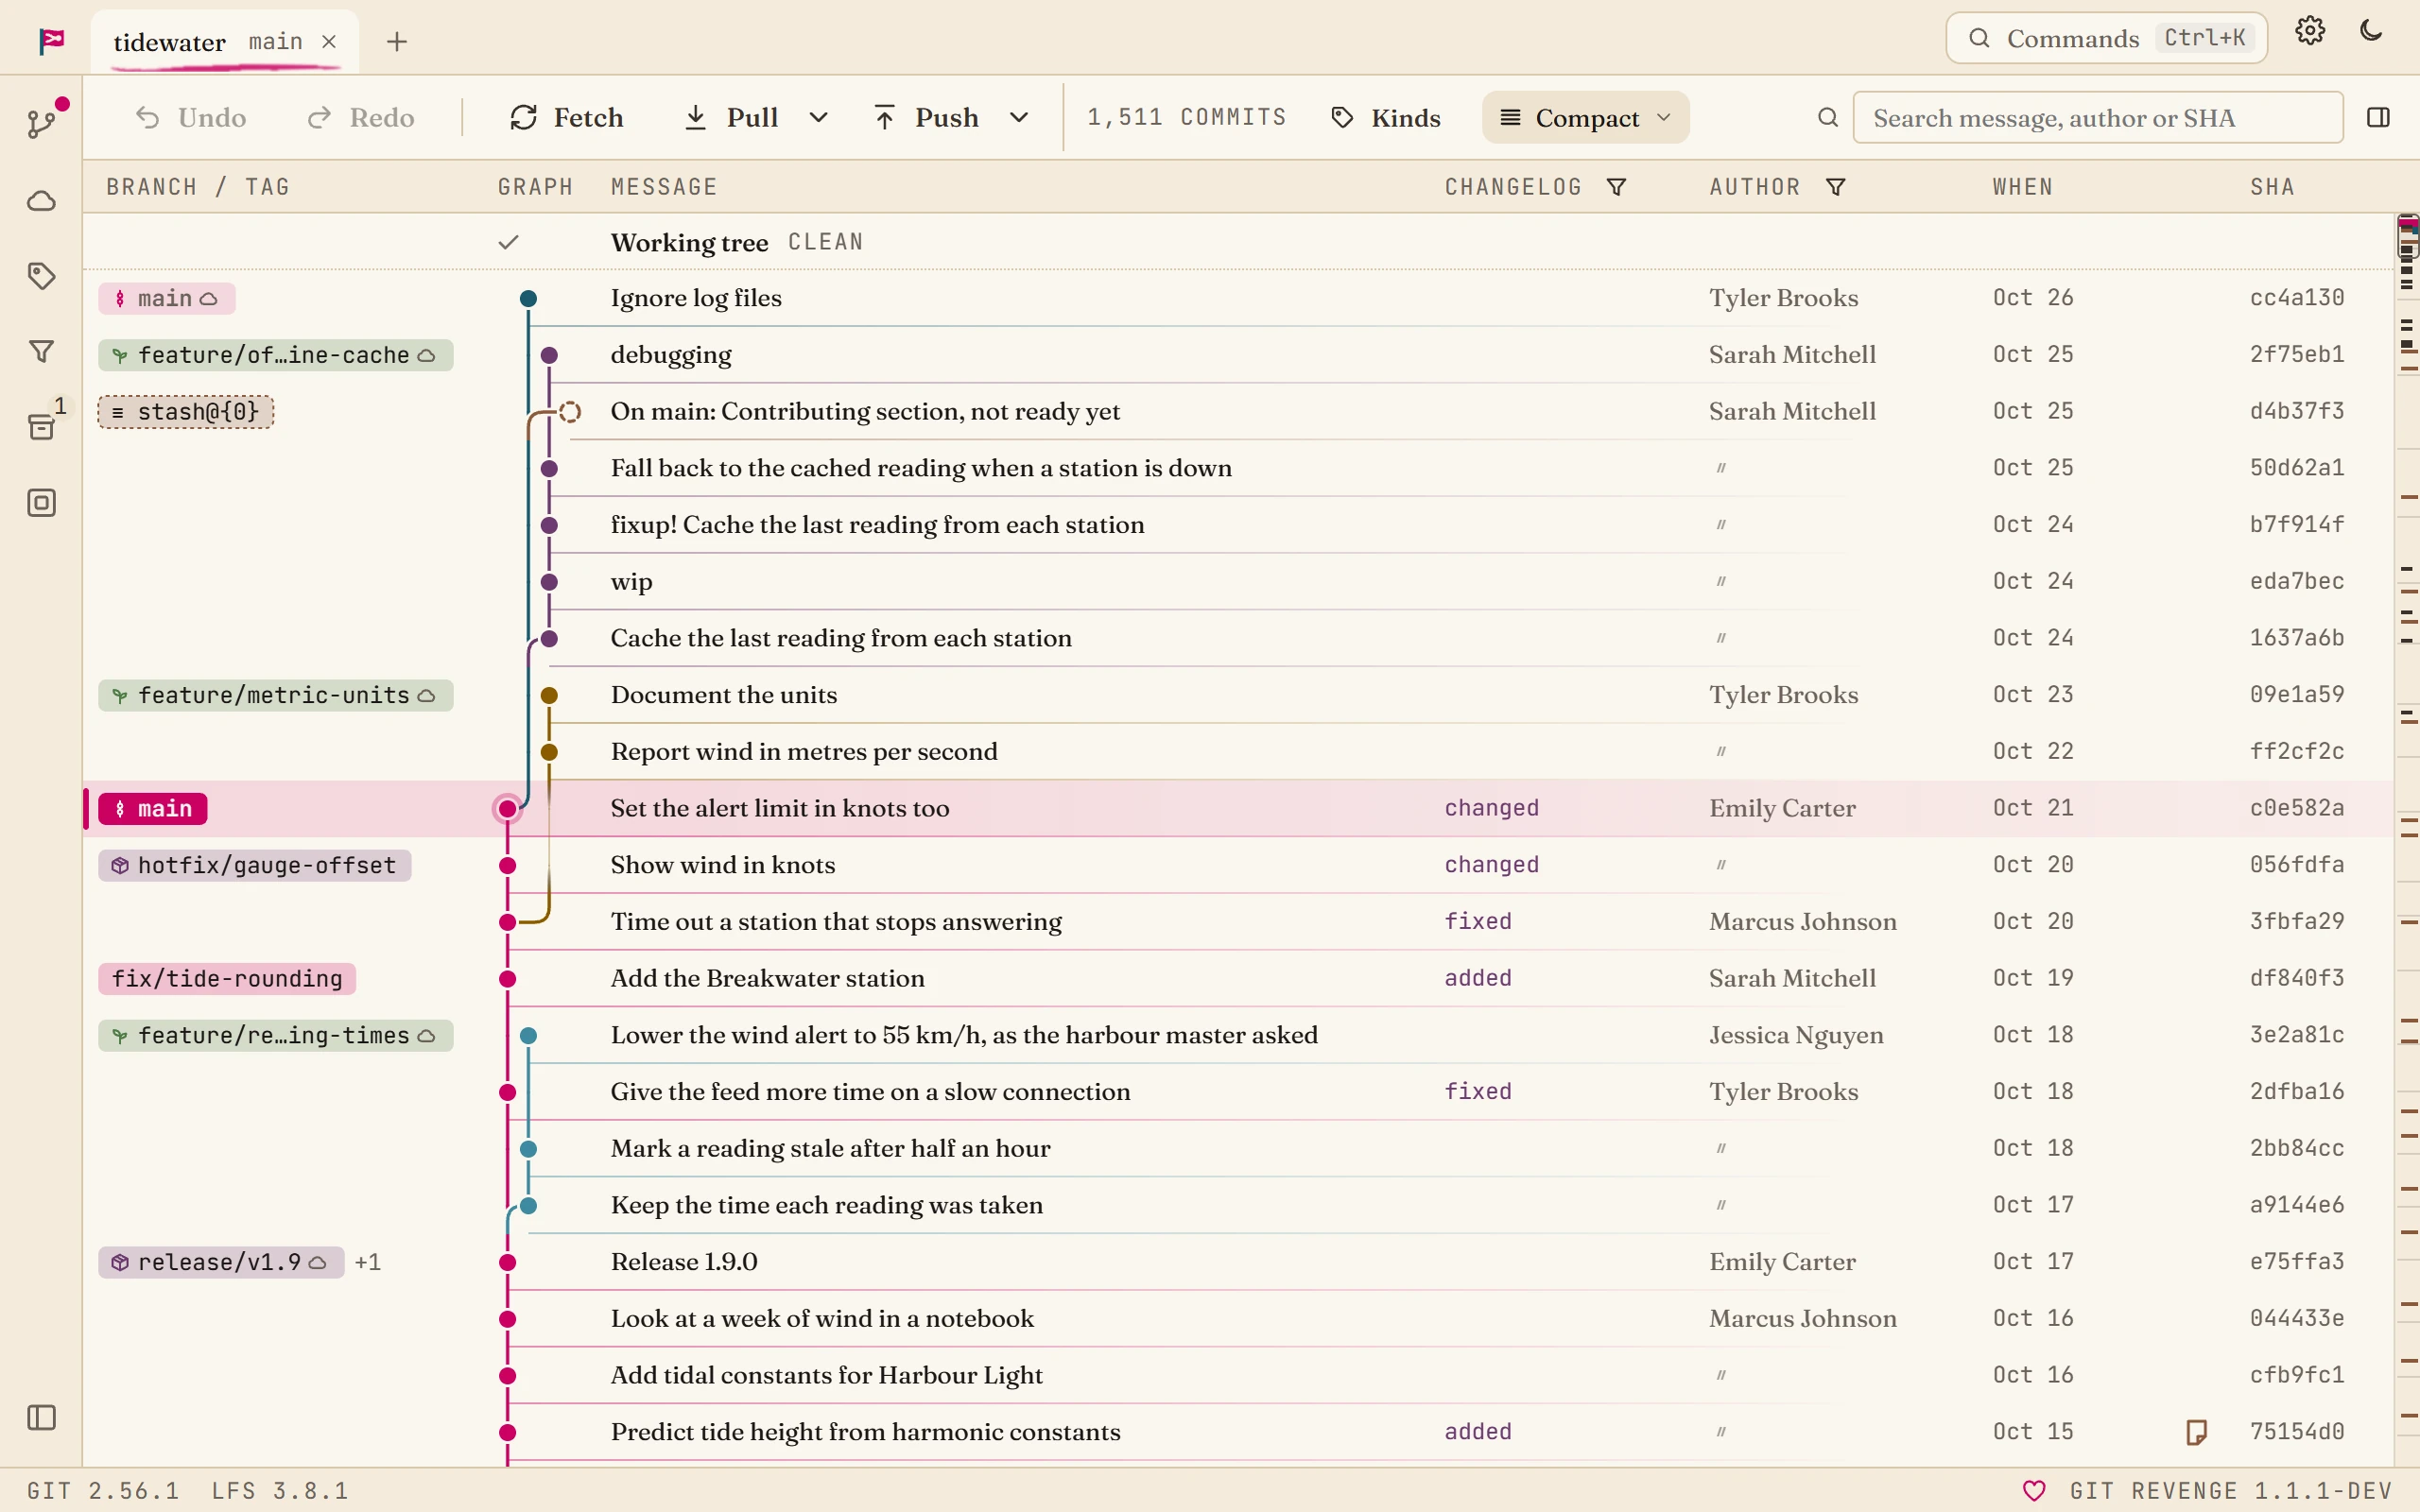 tidewater main
Commands Ctrl+K
Undo Redo Fetch Pull Push 1,511 COMMITS Kinds Compact Search message, author or SHA
BRANCH / TAG GRAPH MESSAGE CHANGELOG AUTHOR WHEN SHA
Working tree CLEAN
main Ignore log files Tyler Brooks Oct 26 cc4a130
feature/of…ine-cache debugging Sarah Mitchell Oct 25 2f75eb1
1
stash@{0} On main: Contributing section, not ready yet Sarah Mitchell Oct 25 d4b37f3
Fall back to the cached reading when a station is down 〃 Oct 25 50d62a1
fixup! Cache the last reading from each station 〃 Oct 24 b7f914f
wip 〃 Oct 24 eda7bec
Cache the last reading from each station 〃 Oct 24 1637a6b
feature/metric-units Document the units Tyler Brooks Oct 23 09e1a59
Report wind in metres per second 〃 Oct 22 ff2cf2c
main Set the alert limit in knots too changed Emily Carter Oct 21 c0e582a
hotfix/gauge-offset Show wind in knots changed 〃 Oct 20 056fdfa
Time out a station that stops answering fixed Marcus Johnson Oct 20 3fbfa29
fix/tide-rounding Add the Breakwater station added Sarah Mitchell Oct 19 df840f3
feature/re…ing-times Lower the wind alert to 55 km/h, as the harbour master asked Jessica Nguyen Oct 18 3e2a81c
Give the feed more time on a slow connection fixed Tyler Brooks Oct 18 2dfba16
Mark a reading stale after half an hour 〃 Oct 18 2bb84cc
Keep the time each reading was taken 〃 Oct 17 a9144e6
release/v1.9 +1 Release 1.9.0 Emily Carter Oct 17 e75ffa3
Look at a week of wind in a notebook Marcus Johnson Oct 16 044433e
Add tidal constants for Harbour Light 〃 Oct 16 cfb9fc1
Predict tide height from harmonic constants added 〃 Oct 15 75154d0
GIT 2.56.1 LFS 3.8.1 GIT REVENGE 1.1.1-DEV